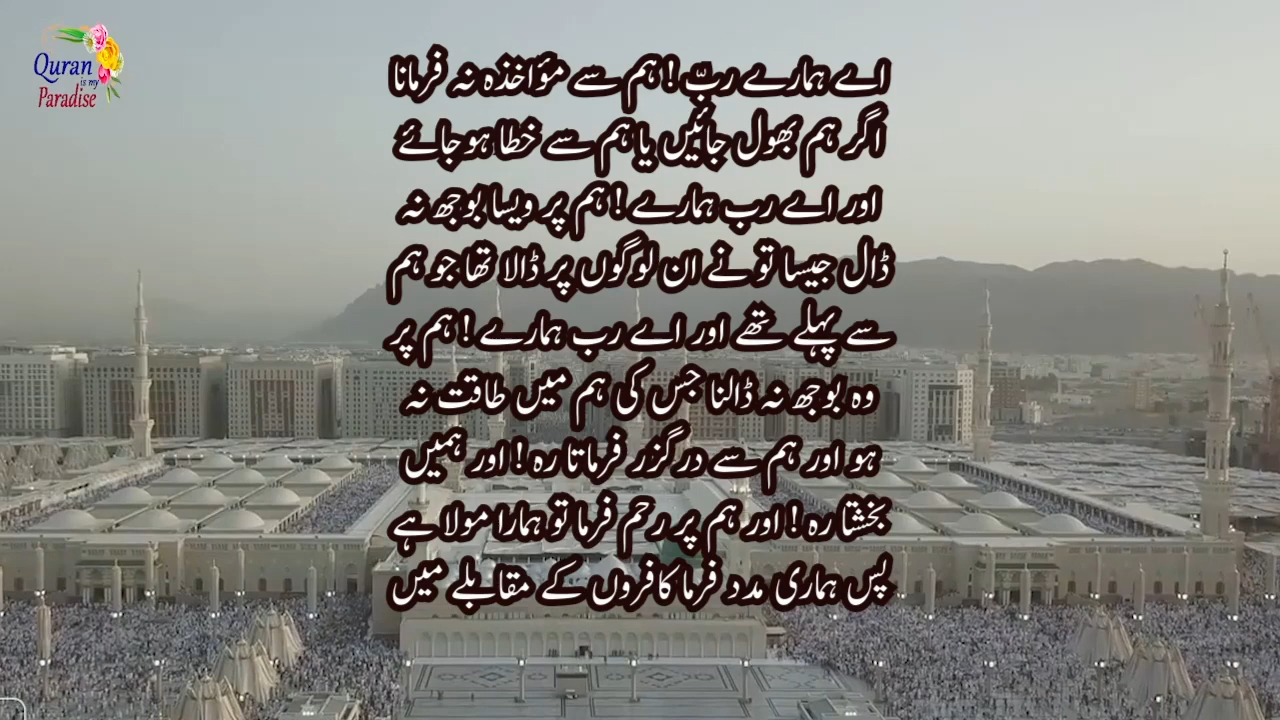 Quran
is my
Paradise
اے ہمارے ربّ ! ہم سے مؤاخذہ نہ فرمانا
اگر ہم بھول جائیں یا ہم سے خطا ہوجائے
اور اے رب ہمارے ! ہم پر ویسا بوجھ نہ
ڈال جیسا تو نے ان لوگوں پر ڈالا تھا جو ہم
سے پہلے تھے اور اے رب ہمارے ! ہم پر
وہ بوجھ نہ ڈالنا جس کی ہم میں طاقت نہ
ہو اور ہم سے درگزر فرماتا رہ ! اور ہمیں
بخشتا رہ ! اور ہم پر رحم فرما تو ہمارا مولا ہے
پس ہماری مدد فرما کافروں کے مقابلے میں